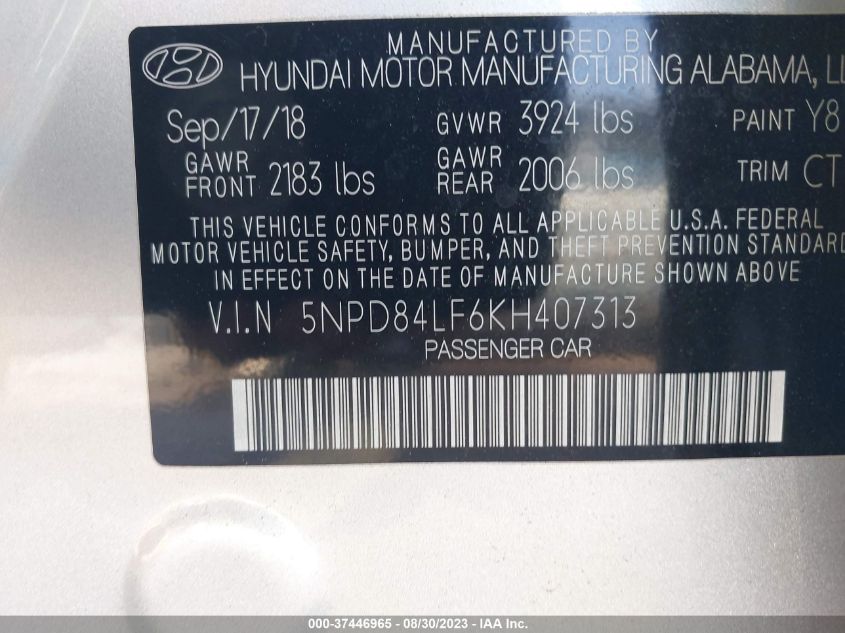 MANUFACTURED BY
HYUNDAI MOTOR MANUFACTURING ALABAMA, LL
Sep/17/18 GVWR 3924 lbs PAINT Y8
GAWR FRONT 2183 lbs GAWR REAR 2006 lbs TRIM CT
THIS VEHICLE CONFORMS TO ALL APPLICABLE U.S.A. FEDERAL
MOTOR VEHICLE SAFETY, BUMPER, AND THEFT PREVENTION STANDARD
IN EFFECT ON THE DATE OF MANUFACTURE SHOWN ABOVE
V.I.N 5NPD84LF6KH407313
PASSENGER CAR
000-37446965 - 08/30/2023 - IAA Inc.